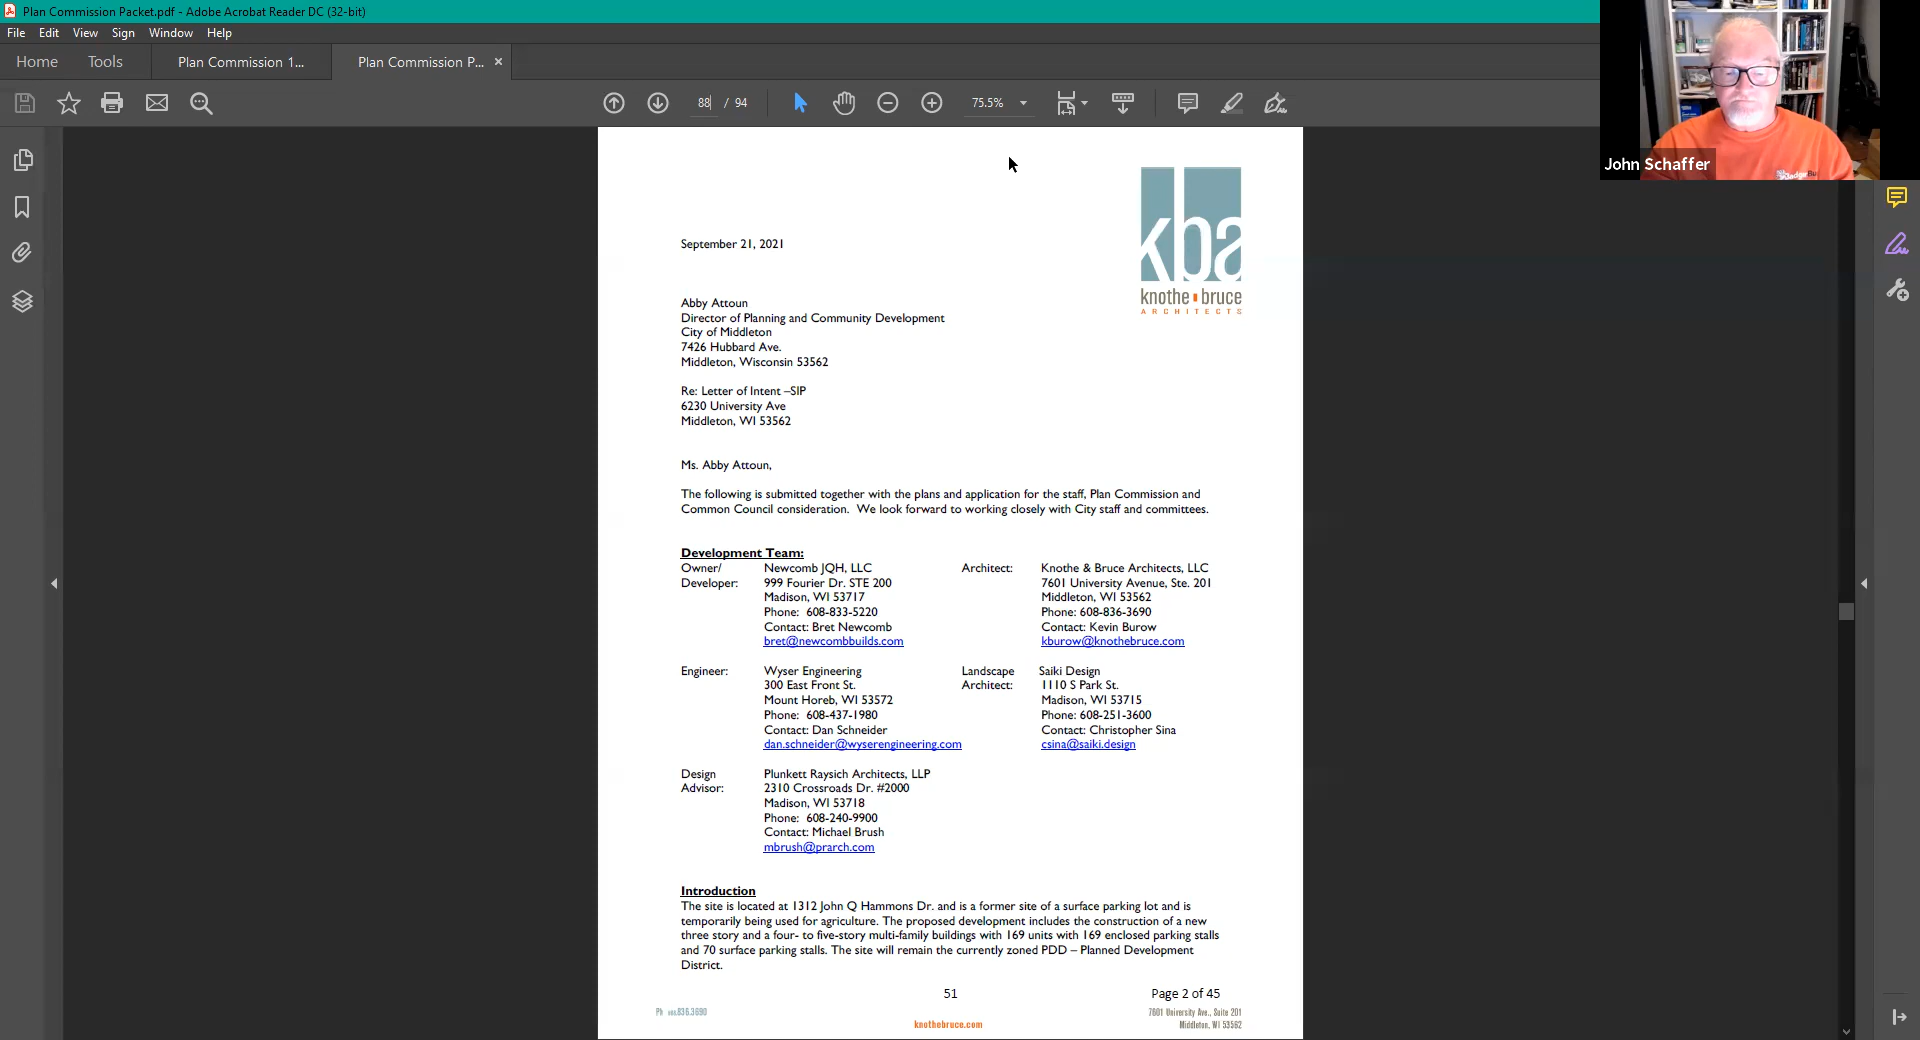 Plan Commission Packet.pdf - Adobe Acrobat Reader DC (32-bit)
File Edit View Sign Window Help
Home Tools Plan Commission 1... Plan Commission P... ×
88 / 94 75.5%
John Schaffer
kba
knothe bruce
ARCHITECTS
September 21, 2021
Abby Attoun
Director of Planning and Community Development
City of Middleton
7426 Hubbard Ave.
Middleton, Wisconsin 53562
Re: Letter of Intent –SIP
6230 University Ave
Middleton, WI 53562
Ms. Abby Attoun,
The following is submitted together with the plans and application for the staff, Plan Commission and
Common Council consideration. We look forward to working closely with City staff and committees.
Development Team:
Owner/ Newcomb JQH, LLC Architect: Knothe & Bruce Architects, LLC
Developer: 999 Fourier Dr. STE 200 7601 University Avenue, Ste. 201
Madison, WI 53717 Middleton, WI 53562
Phone: 608-833-5220 Phone: 608-836-3690
Contact: Bret Newcomb Contact: Kevin Burow
bret@newcombbuilds.com kburow@knothebruce.com
Engineer: Wyser Engineering Landscape Saiki Design
300 East Front St. Architect: 1110 S Park St.
Mount Horeb, WI 53572 Madison, WI 53715
Phone: 608-437-1980 Phone: 608-251-3600
Contact: Dan Schneider Contact: Christopher Sina
dan.schneider@wyserengineering.com csina@saiki.design
Design Plunkett Raysich Architects, LLP
Advisor: 2310 Crossroads Dr. #2000
Madison, WI 53718
Phone: 608-240-9900
Contact: Michael Brush
mbrush@prarch.com
Introduction
The site is located at 1312 John Q Hammons Dr. and is a former site of a surface parking lot and is
temporarily being used for agriculture. The proposed development includes the construction of a new
three story and a four- to five-story multi-family buildings with 169 units with 169 enclosed parking stalls
and 70 surface parking stalls. The site will remain the currently zoned PDD – Planned Development
District.
51 Page 2 of 45
Ph 836.3690 7601 University Ave., Suite 201
knothebruce.com Middleton, WI 53562